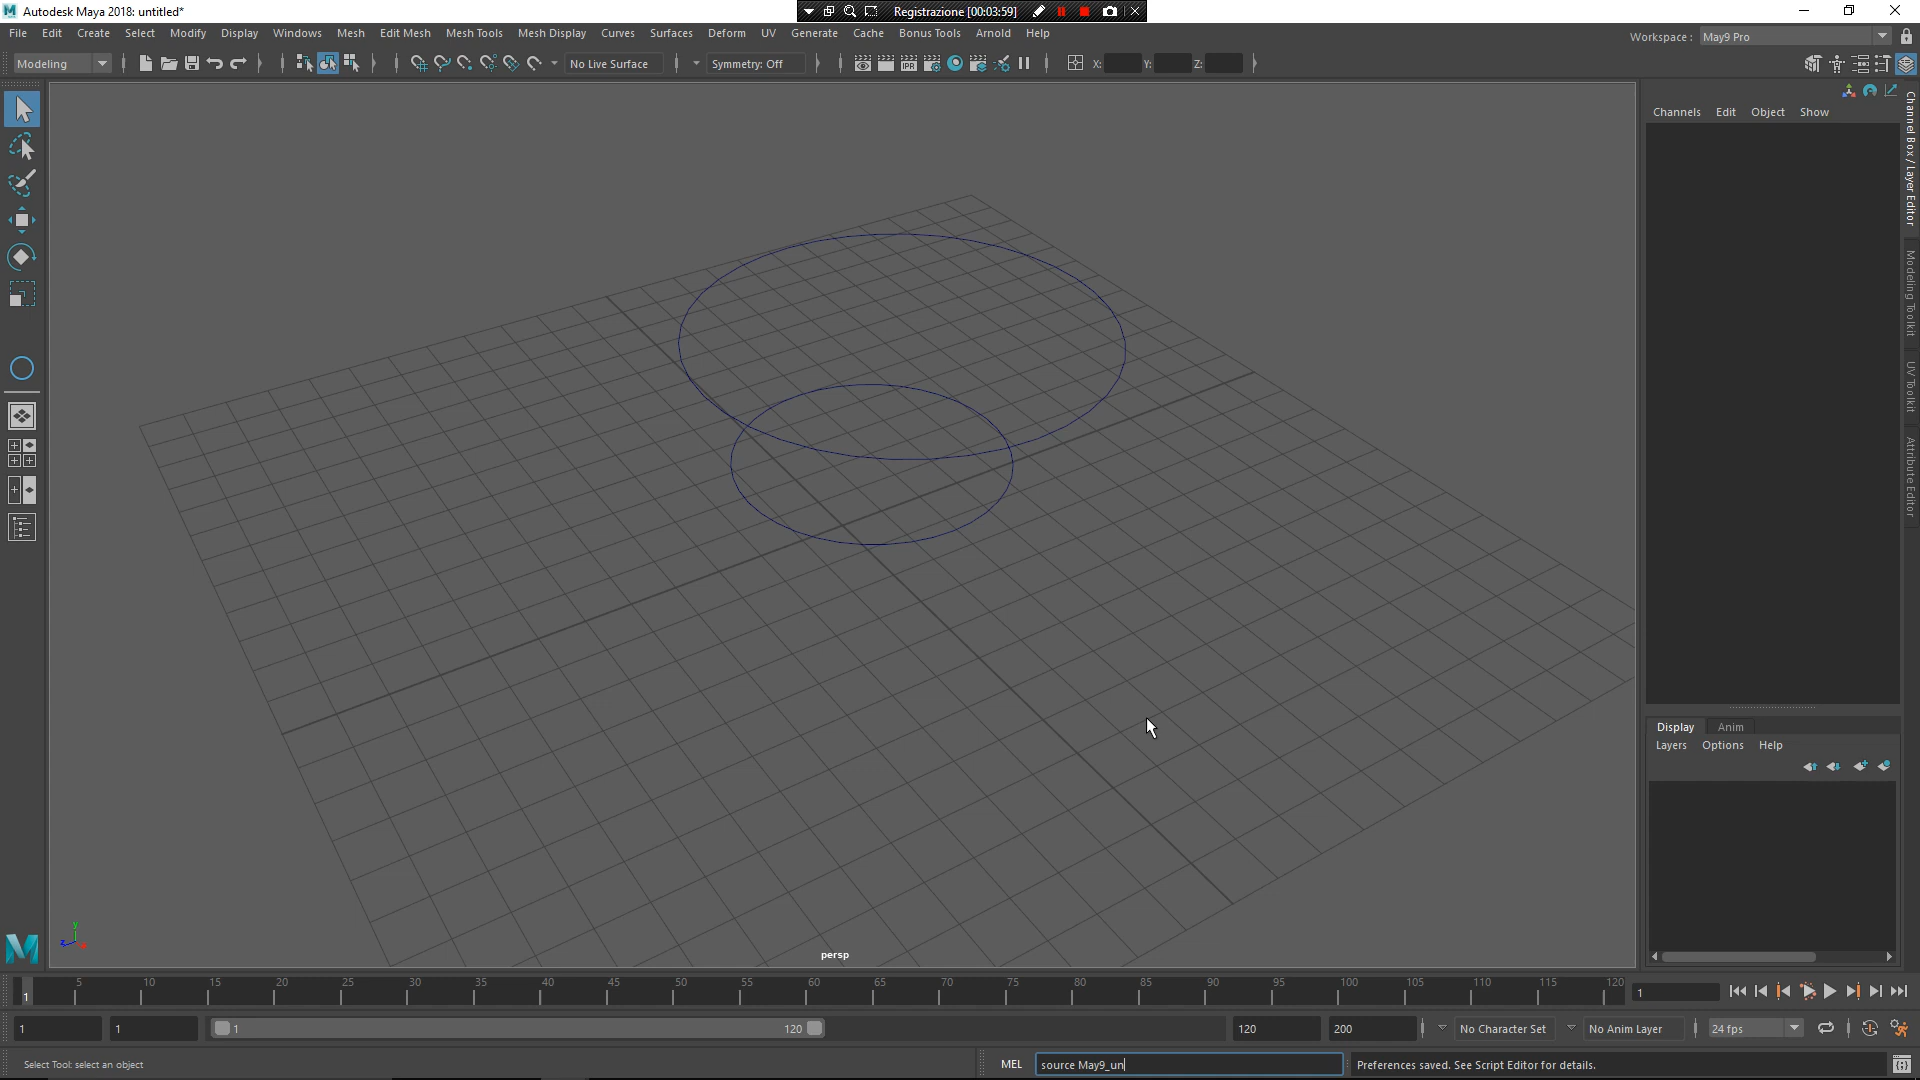 Autodesk Maya 2018: untitled*
Registrazione [00:03:59]
File Edit Create Select Modify Display Windows Mesh Edit Mesh Mesh Tools Mesh Display Curves Surfaces Deform UV Generate Cache Bonus Tools Arnold Help
Workspace : May9 Pro
Modeling
No Live Surface
Symmetry: Off
IPR
X: Y: Z:
Channels Edit Object Show
Channel Box / Layer Editor
Modeling Toolkit
UV Toolkit
Attribute Editor
Display Anim
Layers Options Help
y
z
persp
1 5 10 15 20 25 30 35 40 45 50 55 60 65 70 75 80 85 90 95 100 105 110 115 120
1
1 1 1 120 120 200
No Character Set
No Anim Layer
24 fps
Select Tool: select an object
MEL
source May9_un
Preferences saved. See Script Editor for details.